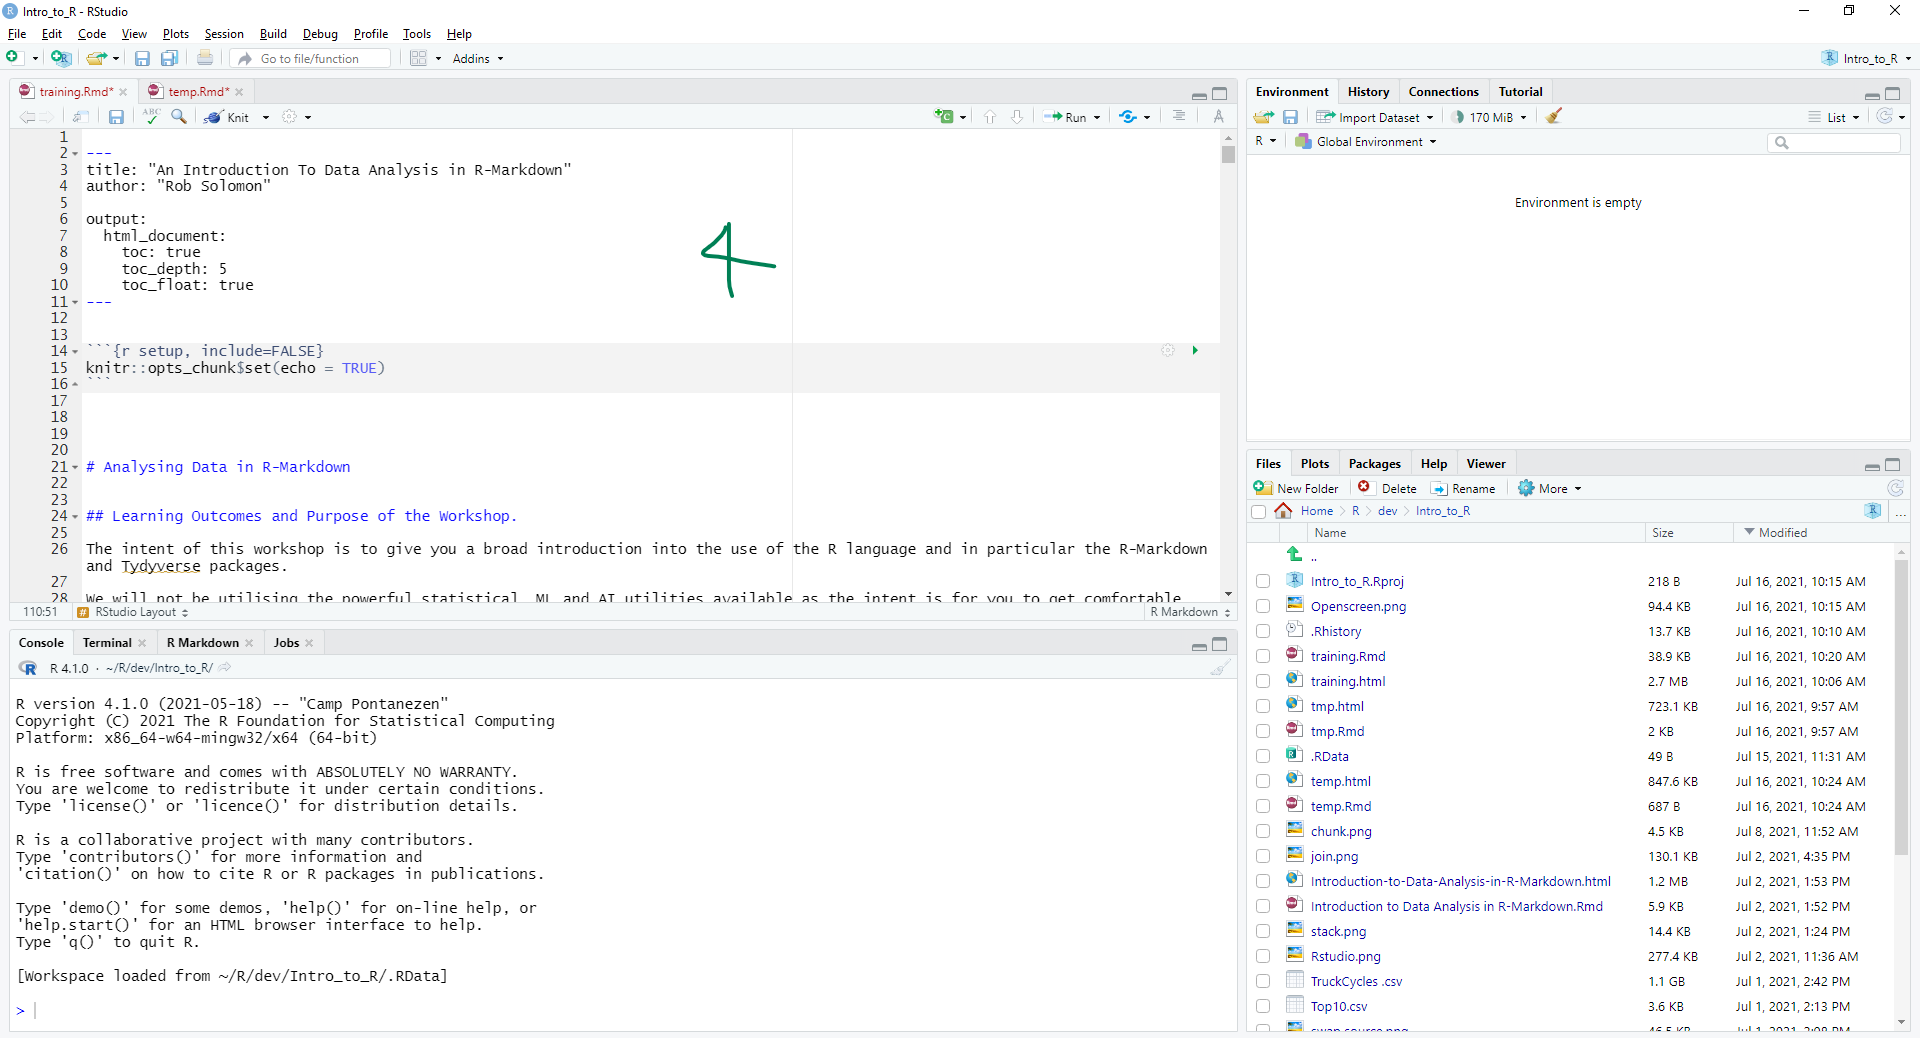 Intro_to_R - RStudio
File Edit Code View Plots Session Build Debug Profile Tools Help
Go to file/function Addins Intro_to_R
training.Rmd* temp.Rmd*
ABC Knit Run
1
2 ---
3 title: "An Introduction To Data Analysis in R-Markdown"
4 author: "Rob Solomon"
5
6 output:
7 html_document:
8 toc: true
9 toc_depth: 5
10 toc_float: true
11 ---
12
13
14 ```{r setup, include=FALSE}
15 knitr::opts_chunk$set(echo = TRUE)
16 ```
17
18
19
20
21 # Analysing Data in R-Markdown
22
23
24 ## Learning Outcomes and Purpose of the Workshop.
25
26 The intent of this workshop is to give you a broad introduction into the use of the R language and in particular the R-Markdown
and Tydyverse packages.
27
28 We will not be utilising the powerful statistical, ML and AI utilities available as the intent is for you to get comfortable
4
110:51 # RStudio Layout R Markdown
Console Terminal R Markdown Jobs
R 4.1.0 · ~/R/dev/Intro_to_R/
R version 4.1.0 (2021-05-18) -- "Camp Pontanezen"
Copyright (C) 2021 The R Foundation for Statistical Computing
Platform: x86_64-w64-mingw32/x64 (64-bit)
R is free software and comes with ABSOLUTELY NO WARRANTY.
You are welcome to redistribute it under certain conditions.
Type 'license()' or 'licence()' for distribution details.
R is a collaborative project with many contributors.
Type 'contributors()' for more information and
'citation()' on how to cite R or R packages in publications.
Type 'demo()' for some demos, 'help()' for on-line help, or
'help.start()' for an HTML browser interface to help.
Type 'q()' to quit R.
[Workspace loaded from ~/R/dev/Intro_to_R/.RData]
>
Environment History Connections Tutorial
Import Dataset 170 MiB List
R Global Environment
Environment is empty
Files Plots Packages Help Viewer
New Folder Delete Rename More
Home R dev Intro_to_R ...
Name Size Modified
..
Intro_to_R.Rproj 218 B Jul 16, 2021, 10:15 AM
Openscreen.png 94.4 KB Jul 16, 2021, 10:15 AM
.Rhistory 13.7 KB Jul 16, 2021, 10:10 AM
training.Rmd 38.9 KB Jul 16, 2021, 10:20 AM
training.html 2.7 MB Jul 16, 2021, 10:06 AM
tmp.html 723.1 KB Jul 16, 2021, 9:57 AM
tmp.Rmd 2 KB Jul 16, 2021, 9:57 AM
.RData 49 B Jul 15, 2021, 11:31 AM
temp.html 847.6 KB Jul 16, 2021, 10:24 AM
temp.Rmd 687 B Jul 16, 2021, 10:24 AM
chunk.png 4.5 KB Jul 8, 2021, 11:52 AM
join.png 130.1 KB Jul 2, 2021, 4:35 PM
Introduction-to-Data-Analysis-in-R-Markdown.html 1.2 MB Jul 2, 2021, 1:53 PM
Introduction to Data Analysis in R-Markdown.Rmd 5.9 KB Jul 2, 2021, 1:52 PM
stack.png 14.4 KB Jul 2, 2021, 1:24 PM
Rstudio.png 277.4 KB Jul 2, 2021, 11:36 AM
TruckCycles .csv 1.1 GB Jul 1, 2021, 2:42 PM
Top10.csv 3.6 KB Jul 1, 2021, 2:13 PM